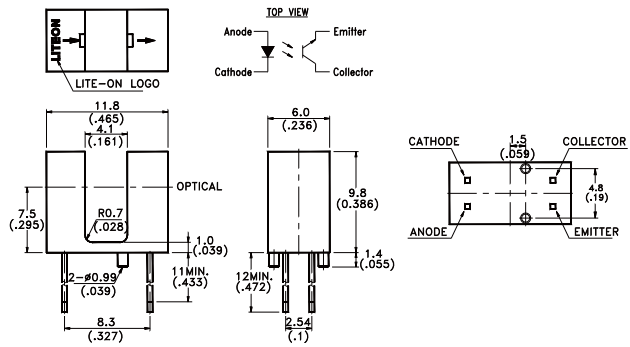 TOP VIEW
LITEON
Anode
Emitter
Cathode
Collector
LITE-ON LOGO
11.8
(.465)
4.1
(.161)
6.0
(.236)
1.5
(.059)
CATHODE
COLLECTOR
OPTICAL
9.8
(0.386)
4.8
(.19)
7.5
(.295)
R0.7
(.028)
1.0
(.039)
ANODE
EMITTER
1.4
(.055)
2-ø0.99
(.039)
11MIN.
(.433)
12MIN.
(.472)
8.3
(.327)
2.54
(.1)